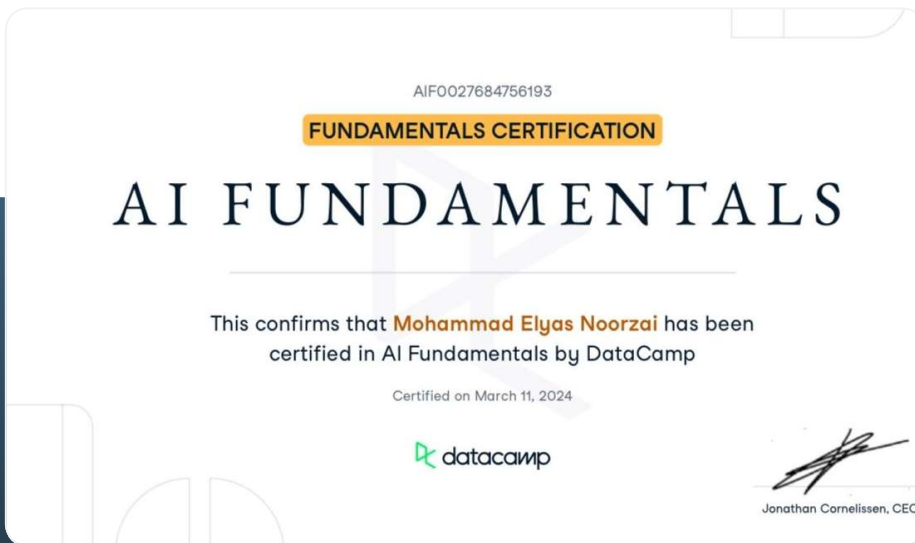 AIF0027684756193
FUNDAMENTALS CERTIFICATION
AI FUNDAMENTALS
This confirms that Mohammad Elyas Noorzai has been
certified in AI Fundamentals by DataCamp
Certified on March 11, 2024
datacamp
Jonathan Cornelissen, CEO